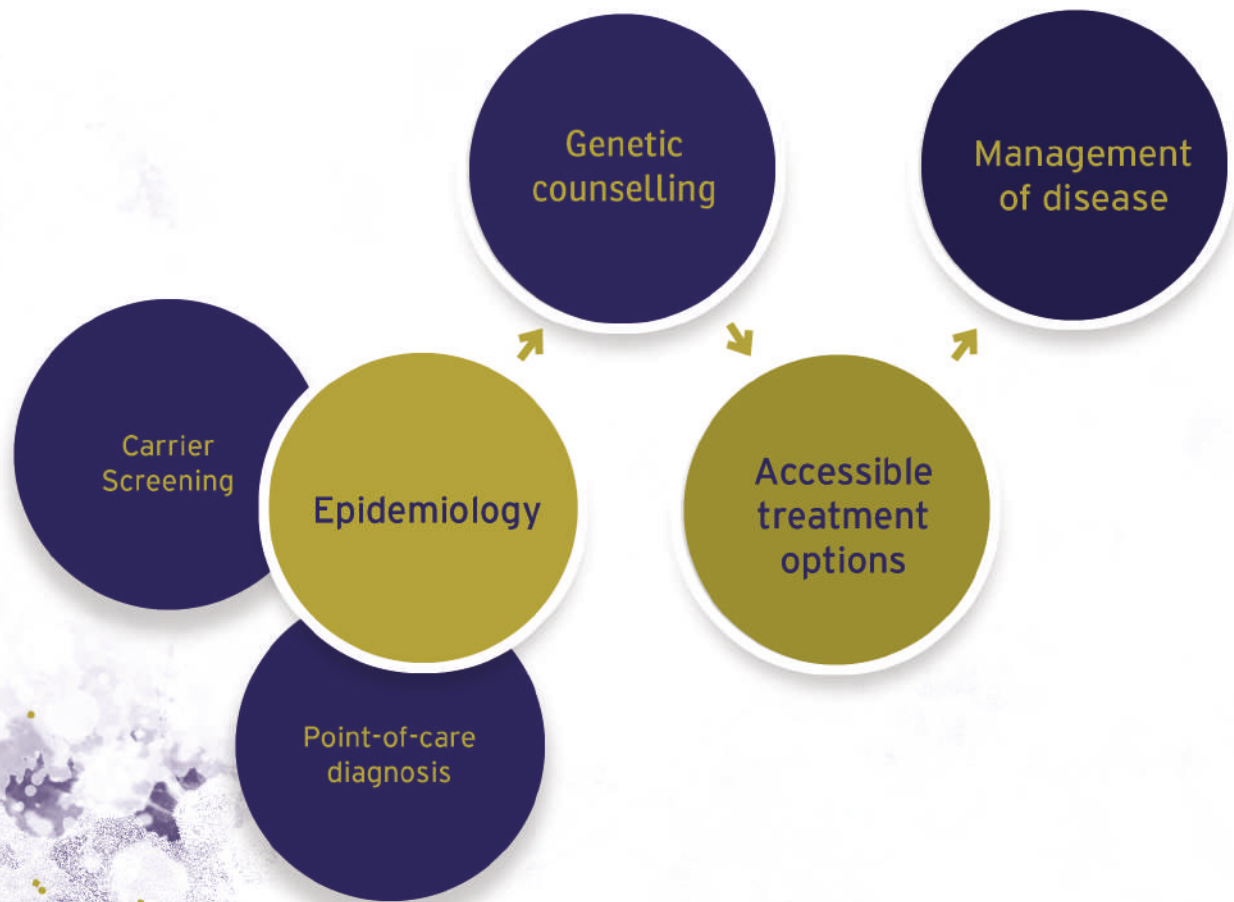 Genetic
counselling
Management
of disease
Carrier
Screening
Epidemiology
Accessible
treatment
options
Point-of-care
diagnosis